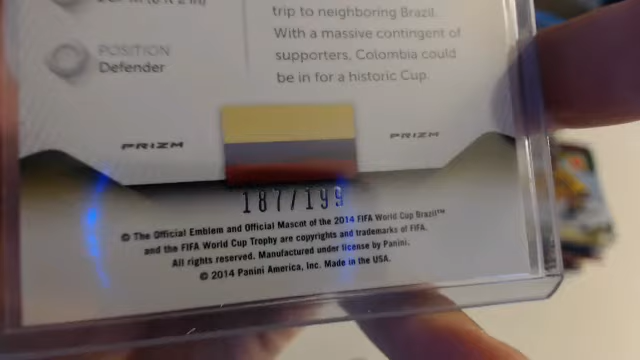 POSITION
Defender
trip to neighboring Brazil.
With a massive contingent of
supporters, Colombia could
be in for a historic Cup.
PRIZM
PRIZM
187/199
© The Official Emblem and Official Mascot of the 2014 FIFA World Cup Brazil™
and the FIFA World Cup Trophy are copyrights and trademarks of FIFA.
All rights reserved. Manufactured under license by Panini.
© 2014 Panini America, Inc. Made in the USA.